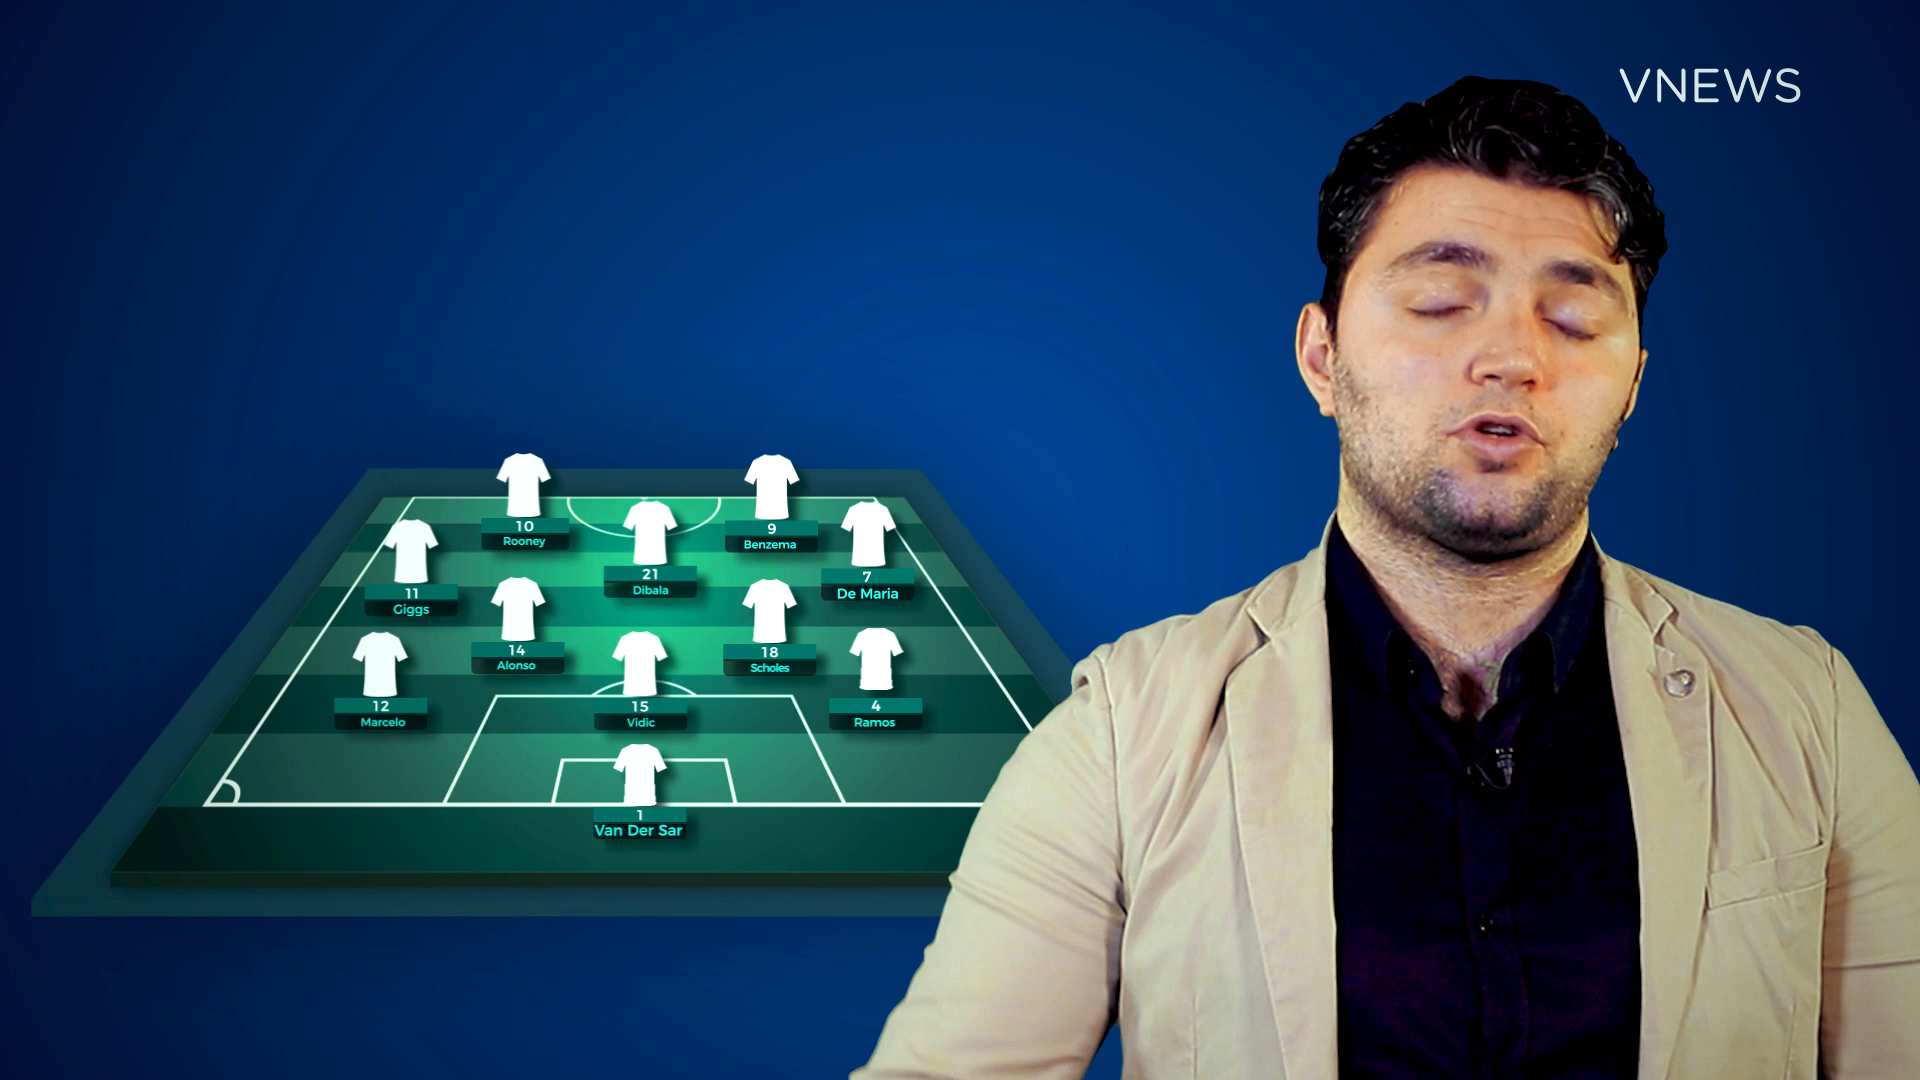 VNEWS
10
Rooney
9
Benzema
21
Dibala
7
De Maria
11
Giggs
14
Alonso
18
Scholes
12
Marcelo
15
Vidic
4
Ramos
1
Van Der Sar